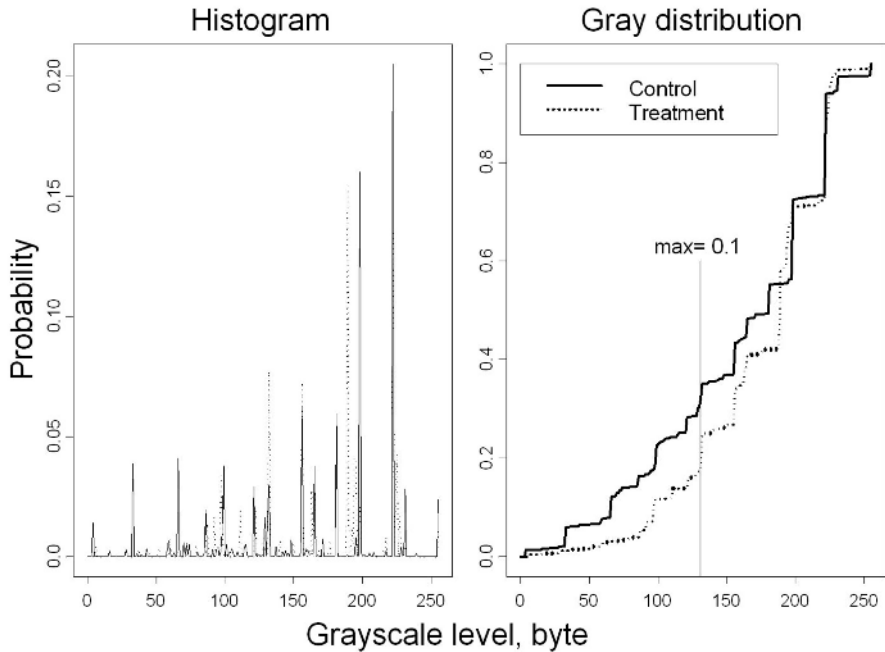 Histogram
Probability
0.20
0.15
0.10
0.05
0.0
0 50 100 150 200 250
Gray distribution
1.0
0.8
0.6
0.4
0.2
0.0
Control
Treatment
max= 0.1
0 50 100 150 200 250
Grayscale level, byte